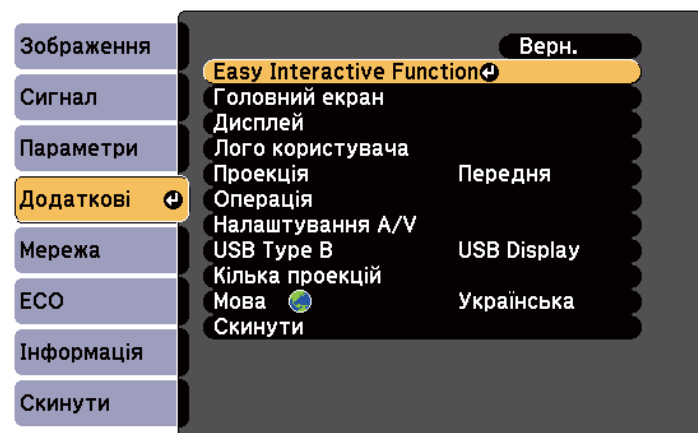 Зображення
Сигнал
Параметри
Додаткові
Мережа
ECO
Інформація
Скинути
Верн.
Easy Interactive Function
Головний екран
Дисплей
Лого користувача
Проекція Передня
Операція
Налаштування A/V
USB Type B USB Display
Кілька проекцій
Мова Українська
Скинути